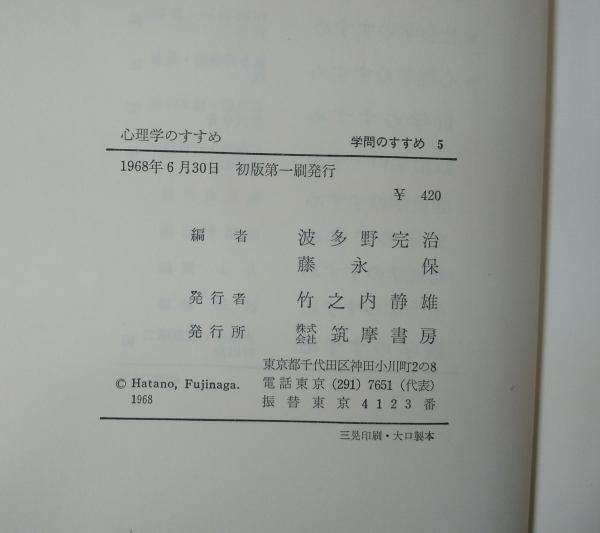 心理学のすすめ 学問のすすめ 5
1968年6月30日 初版第一刷発行
¥ 420
編者 波多野完治
藤永保
発行者 竹之内静雄
発行所 株式会社 筑摩書房
東京都千代田区神田小川町2の8
© Hatano, Fujinaga. 電話東京 (291) 7651 (代表)
1968 振替東京 4123番
三晃印刷・大口製本